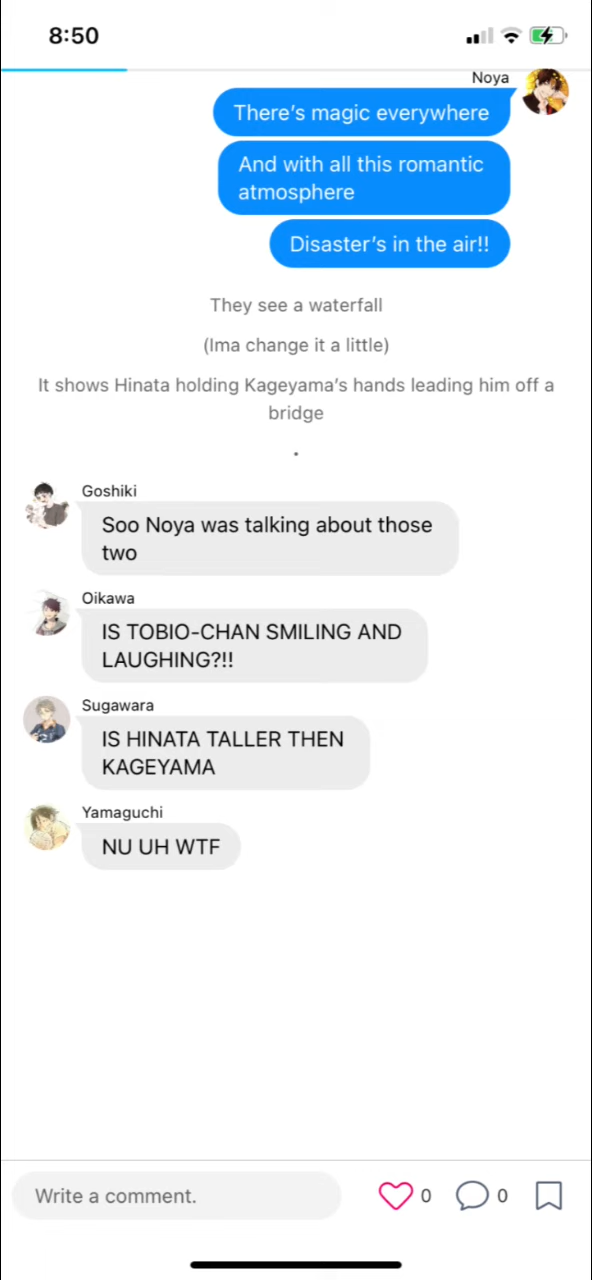 8:50
Noya
There's magic everywhere
And with all this romantic
atmosphere
Disaster's in the air!!
They see a waterfall
(Ima change it a little)
It shows Hinata holding Kageyama's hands leading him off a
bridge
.
Goshiki
Soo Noya was talking about those
two
Oikawa
IS TOBIO-CHAN SMILING AND
LAUGHING?!!
Sugawara
IS HINATA TALLER THEN
KAGEYAMA
Yamaguchi
NU UH WTF
Write a comment.
0
0